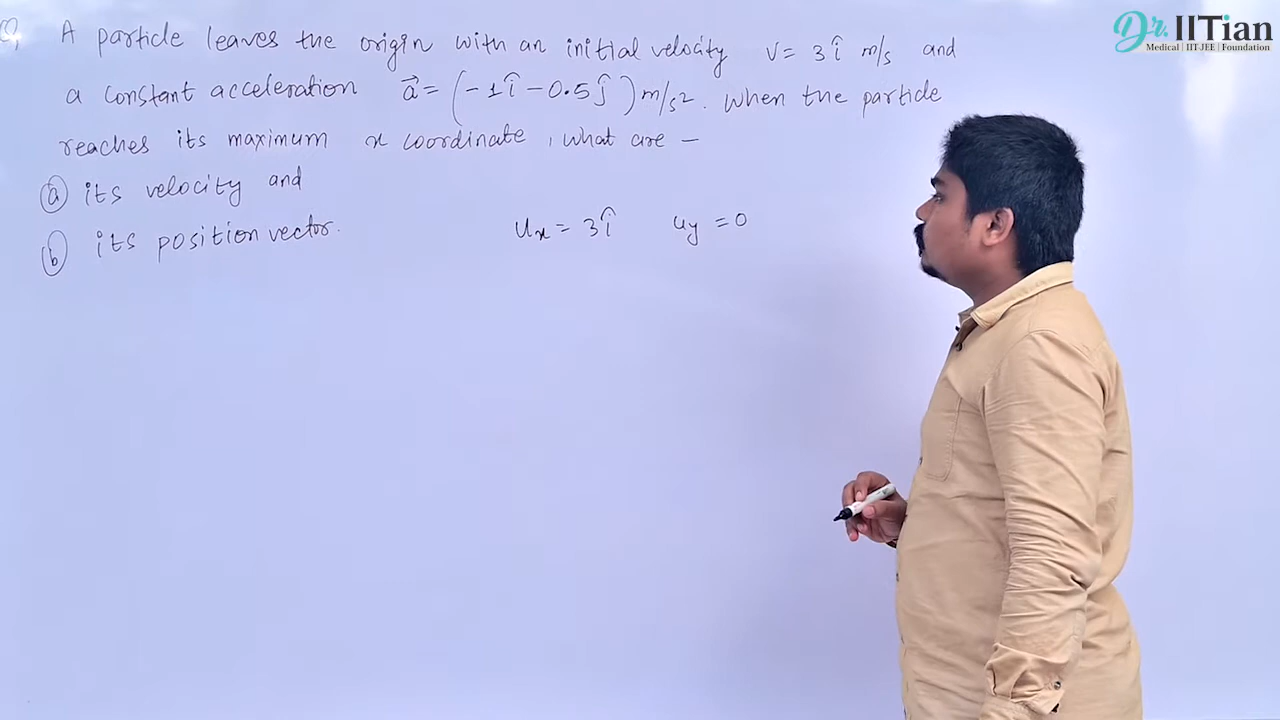 Q, A particle leaves the origin with an initial velocity v = 3î m/s and
a constant acceleration a⃗ = (-1î - 0.5ĵ) m/s². When the particle
reaches its maximum x coordinate, what are –
ⓐ its velocity and
ⓑ its position vector.
uₓ = 3î uy = 0
Dr. IITian
Medical | IIT-JEE | Foundation